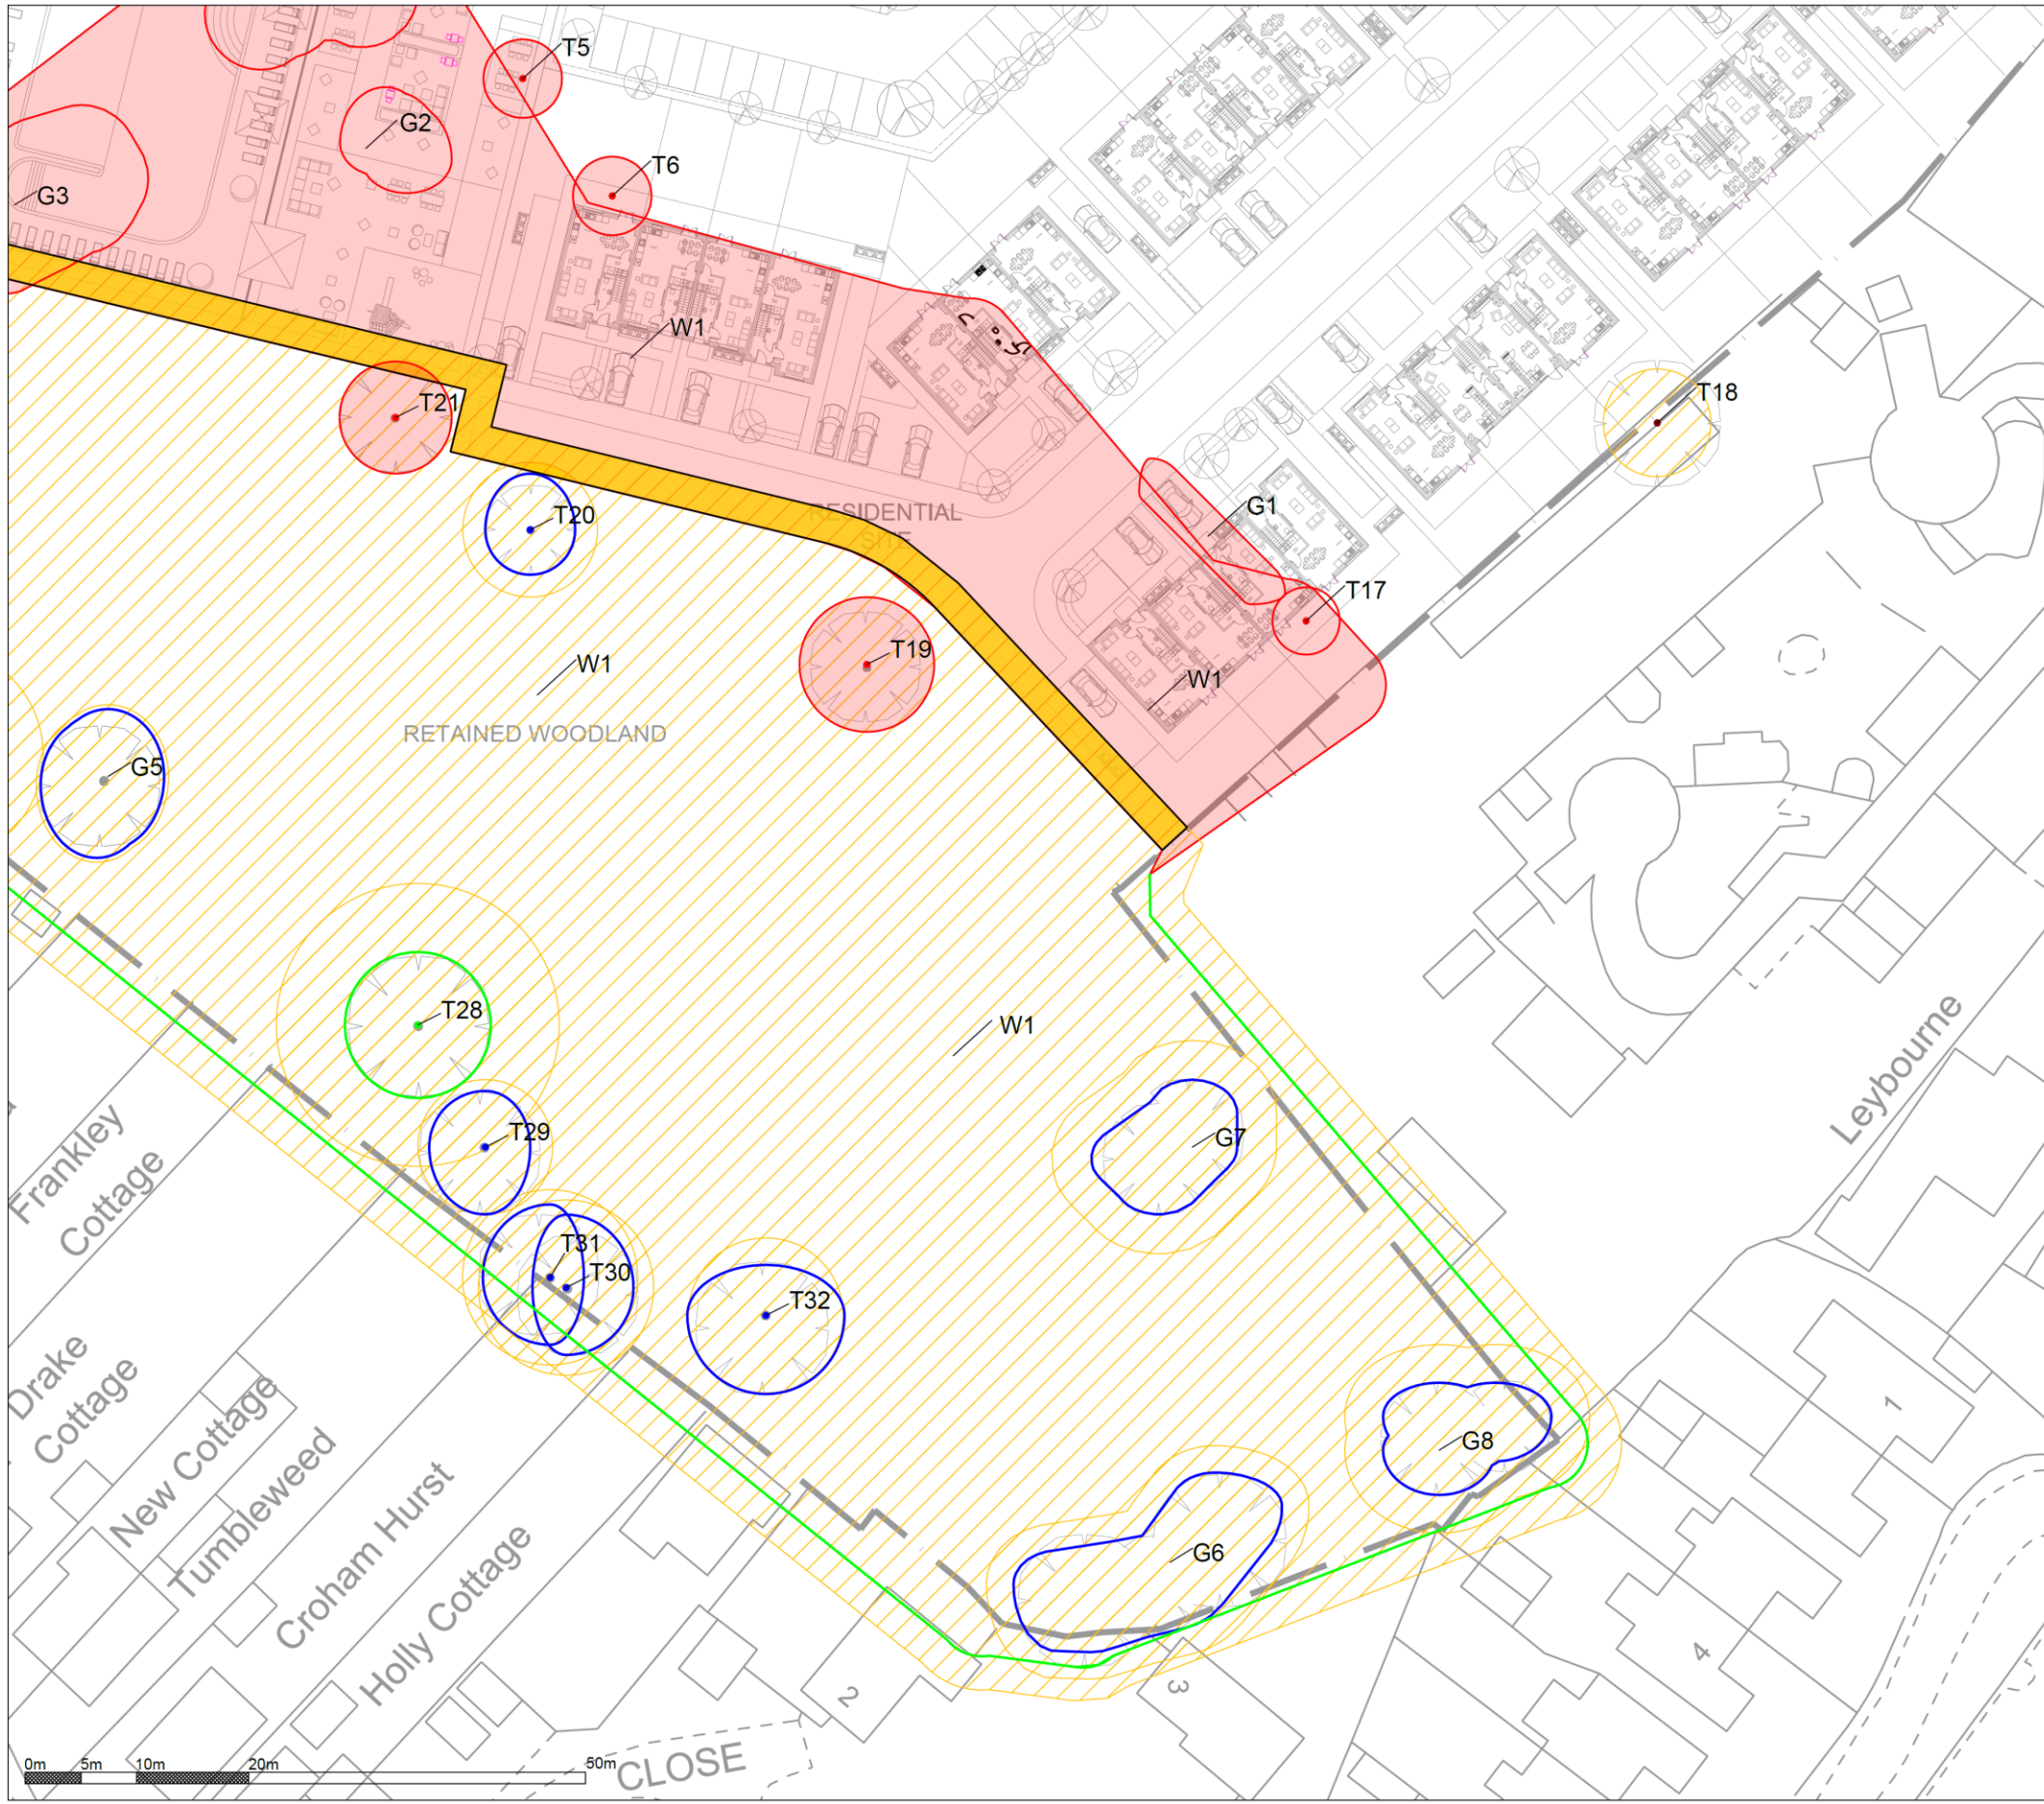 T5
G2
T6
G3
W1
T21
T18
T20
RESIDENTIAL
SITE
G1
T17
T19
W1
W1
RETAINED WOODLAND
G5
T28
W1
Leybourne
Frankley
Cottage
T29
G7
T31
T30
T32
Drake
Cottage
New Cottage
Tumbleweed
Croham Hurst
Holly Cottage
G8
G6
1
2
3
4
0m 5m 10m 20m 50m
CLOSE